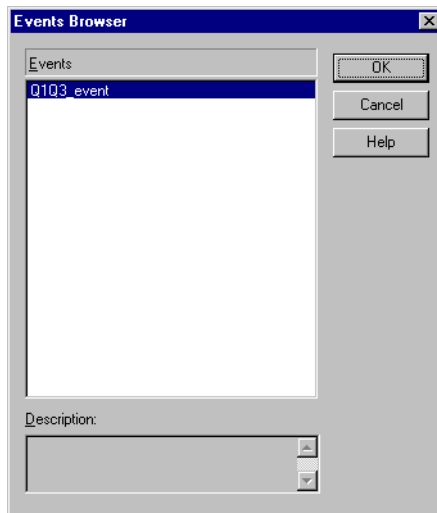 Events Browser
Events
OK
Q1Q3_event
Cancel
Help
Description: